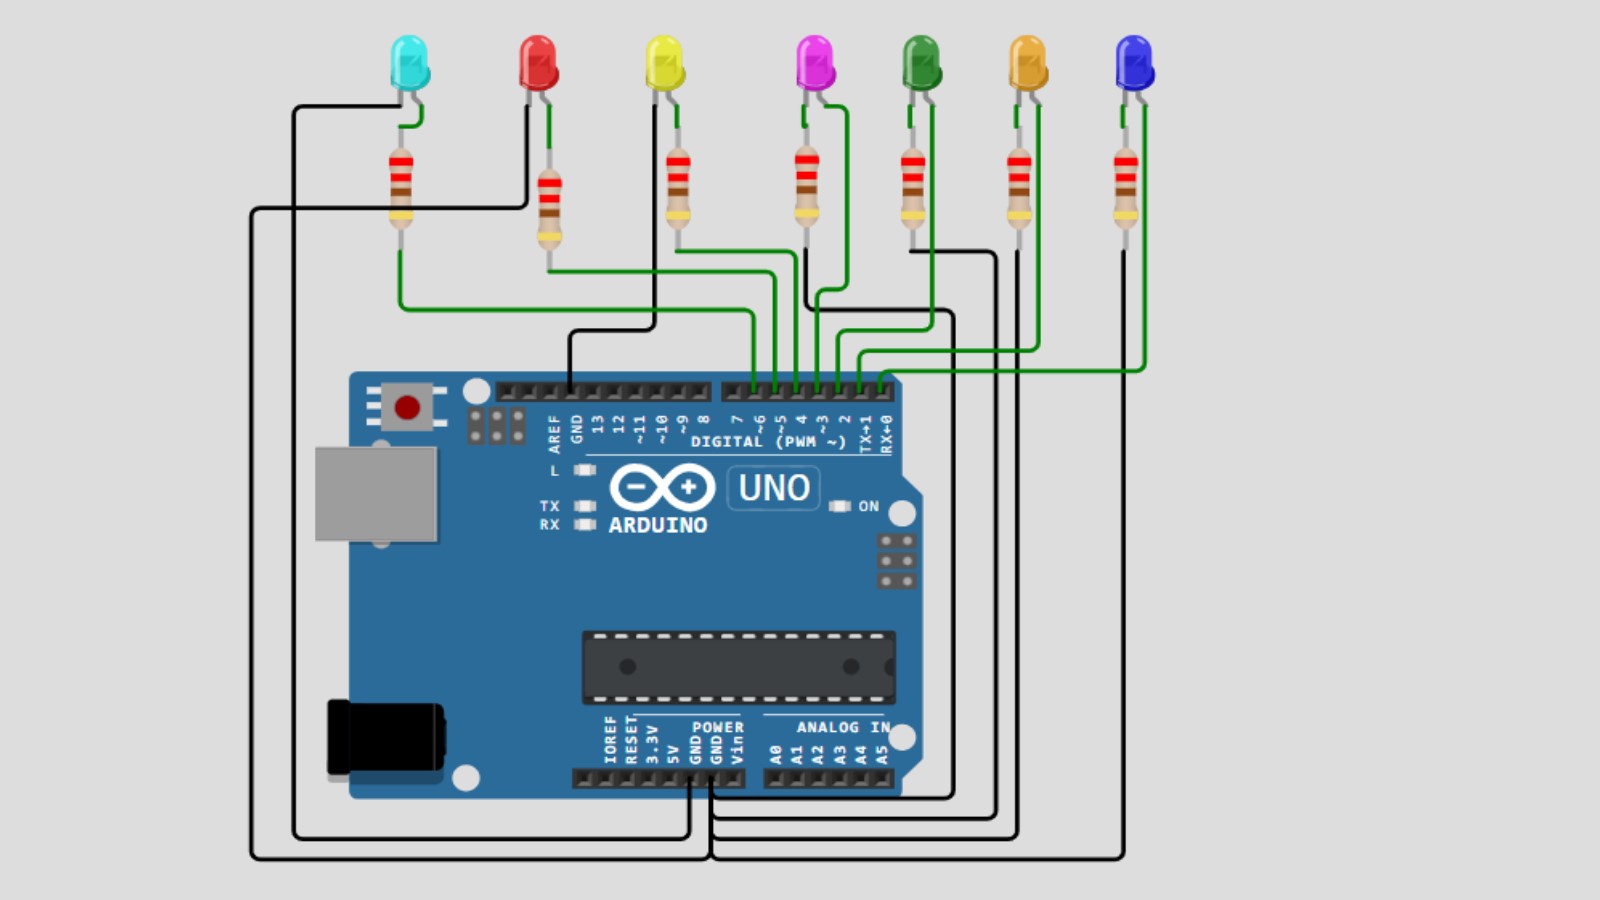 AREF
GND
13
12
~11
~10
~9
8
7
~6
~5
4
~3
2
TX→1
RX←0
DIGITAL (PWM ~)
L
TX
RX
UNO
ON
ARDUINO
POWER
ANALOG IN
IOREF
RESET
3.3V
5V
GND
GND
Vin
A0
A1
A2
A3
A4
A5